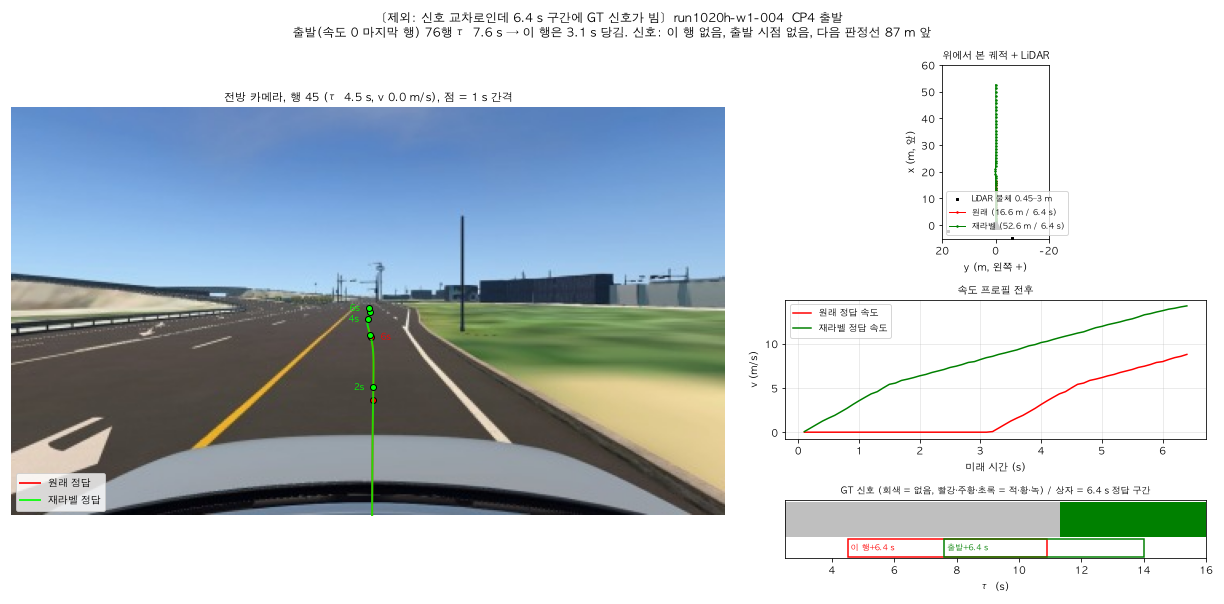 [제외: 신호 교차로인데 6.4 s 구간에 GT 신호가 빔] run1020h-w1-004 CP4 출발
출발(속도 0 마지막 행) 76행 τ 7.6 s → 이 행은 3.1 s 당김. 신호: 이 행 없음, 출발 시점 없음, 다음 판정선 87 m 앞
전방 카메라, 행 45 (τ 4.5 s, v 0.0 m/s), 점 = 1 s 간격
6s
4s
2s
원래 정답
재라벨 정답
위에서 본 궤적 + LiDAR
60
50
40
30
20
10
0
x (m, 앞)
LiDAR 물체 0.45–3 m
원래 (16.6 m / 6.4 s)
재라벨 (52.6 m / 6.4 s)
20 0 -20
y (m, 왼쪽 +)
속도 프로필 전후
원래 정답 속도
재라벨 정답 속도
10
5
0
v (m/s)
0 1 2 3 4 5 6
미래 시간 (s)
GT 신호 (회색 = 없음, 빨강·주황·초록 = 적·황·녹) / 상자 = 6.4 s 정답 구간
이 행+6.4 s
출발+6.4 s
4 6 8 10 12 14 16
τ (s)